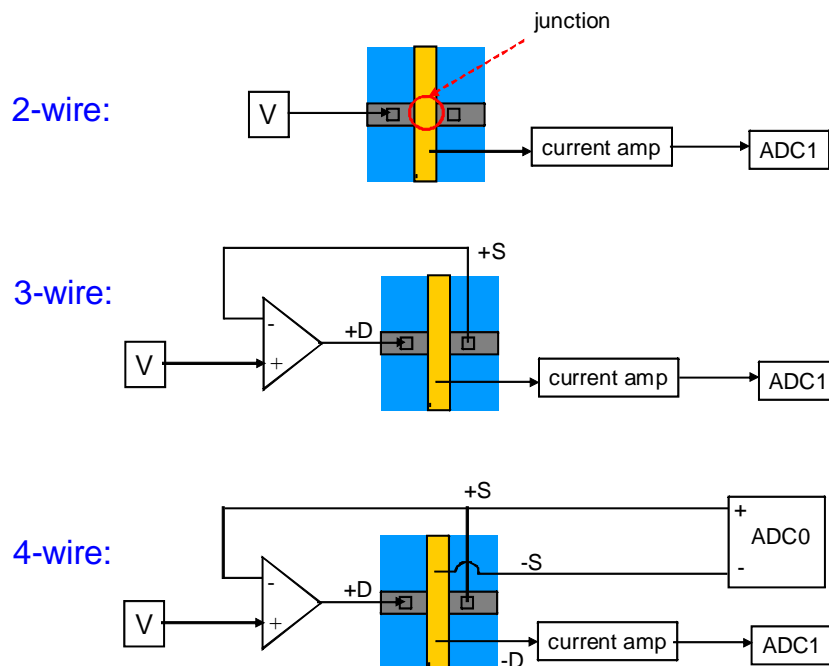 junction
2-wire:
V
current amp
ADC1
+S
3-wire:
-
+D
V
+
current amp
ADC1
+S
+
ADC0
4-wire:
-
-S
-
+D
V
+
current amp
ADC1
-D